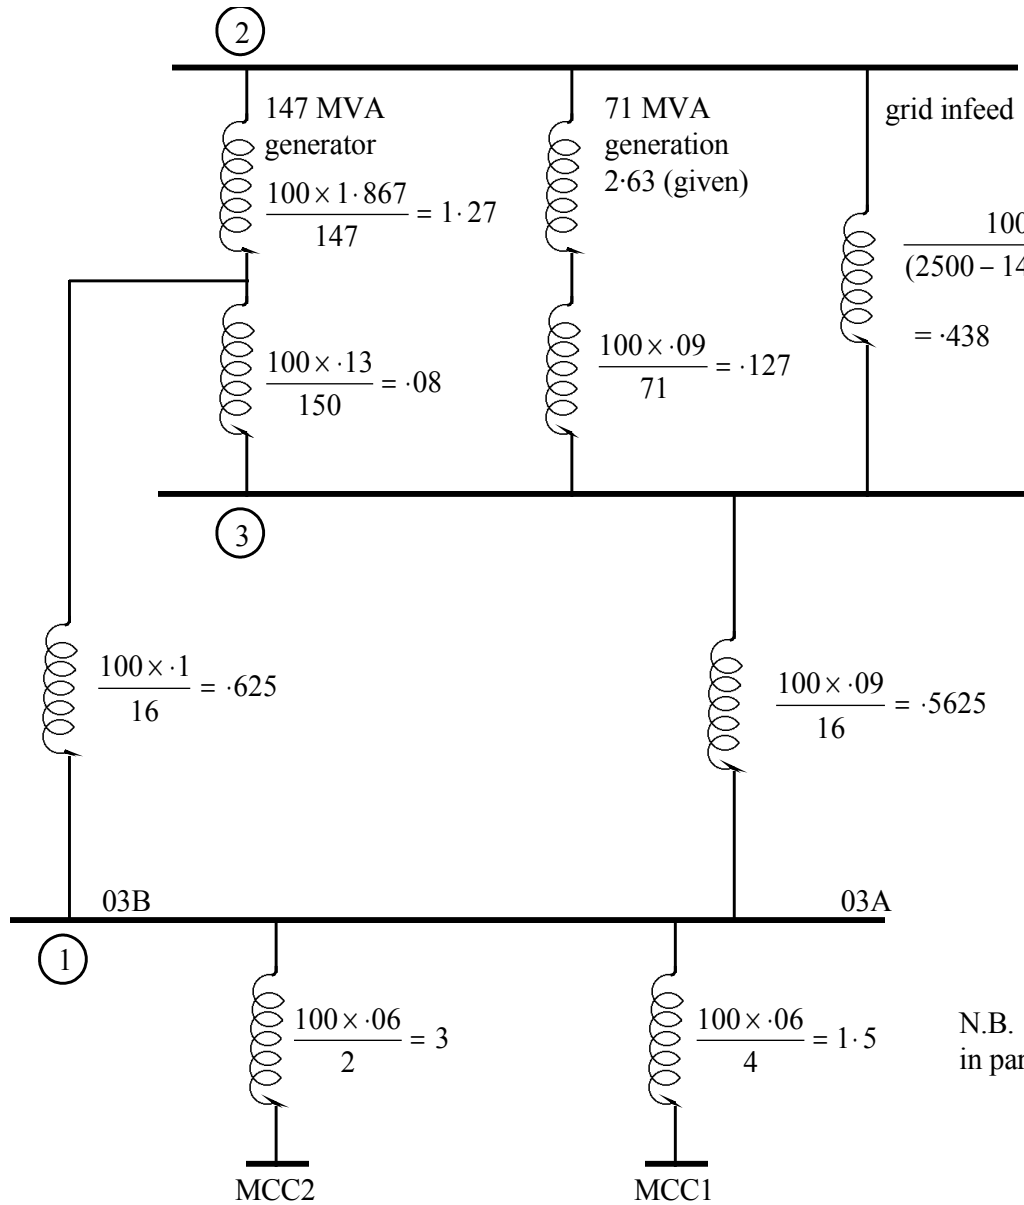 2
147 MVA
generator
100 × 1·867
147
= 1·27
71 MVA
generation
2·63 (given)
grid infeed
100
(2500 – 14
= ·438
100 × ·13
150
= ·08
100 × ·09
71
= ·127
3
100 × ·1
16
= ·625
100 × ·09
16
= ·5625
03B
03A
1
100 × ·06
2
= 3
100 × ·06
4
= 1·5
N.B.
in par
MCC2
MCC1